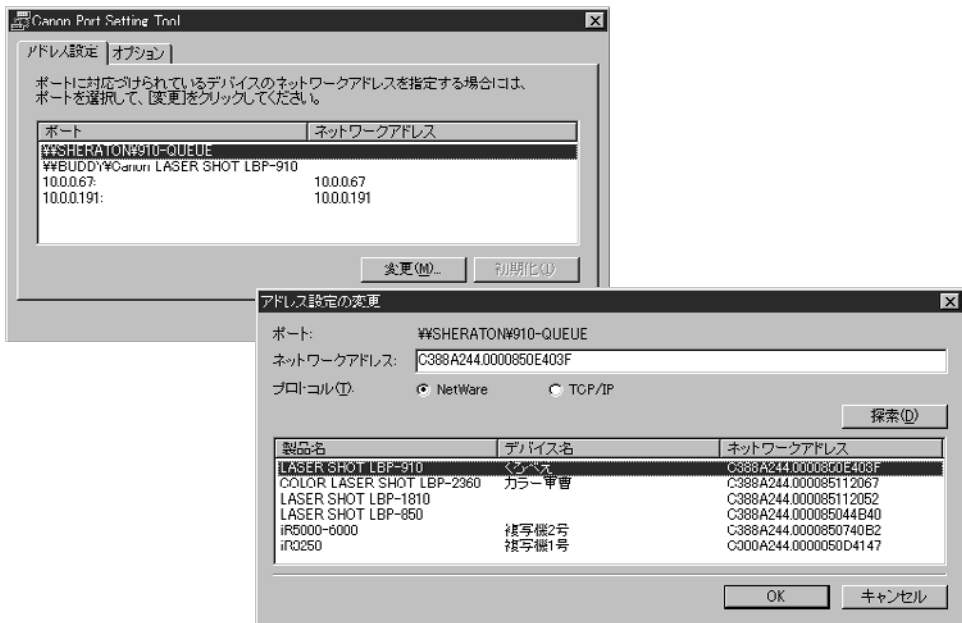 Canon Port Setting Tool
アドレス設定 オプション
ポートに対応づけられているデバイスのネットワークアドレスを指定する場合には、
ポートを選択して、[変更]をクリックしてください。
ポート ネットワークアドレス
¥¥SHERATON¥910-QUEUE
¥¥BUDDY¥Canon LASER SHOT LBP-910
10.0.0.67: 10.0.0.67
10.0.0.191: 10.0.0.191
変更(M)... 初期化(I)
アドレス設定の変更
ポート: ¥¥SHERATON¥910-QUEUE
ネットワークアドレス: C388A244.0000850E403F
プロトコル(T): NetWare TCP/IP
探索(D)
製品名 デバイス名 ネットワークアドレス
LASER SHOT LBP-910 くろべえ C388A244.0000850E403F
COLOR LASER SHOT LBP-2360 カラー軍曹 C388A244.000085112067
LASER SHOT LBP-1810 C388A244.000085112052
LASER SHOT LBP-850 C388A244.000085044B40
iR5000-6000 複写機2号 C388A244.0000850740B2
iR3250 複写機1号 C388A244.0000850D4147
OK キャンセル